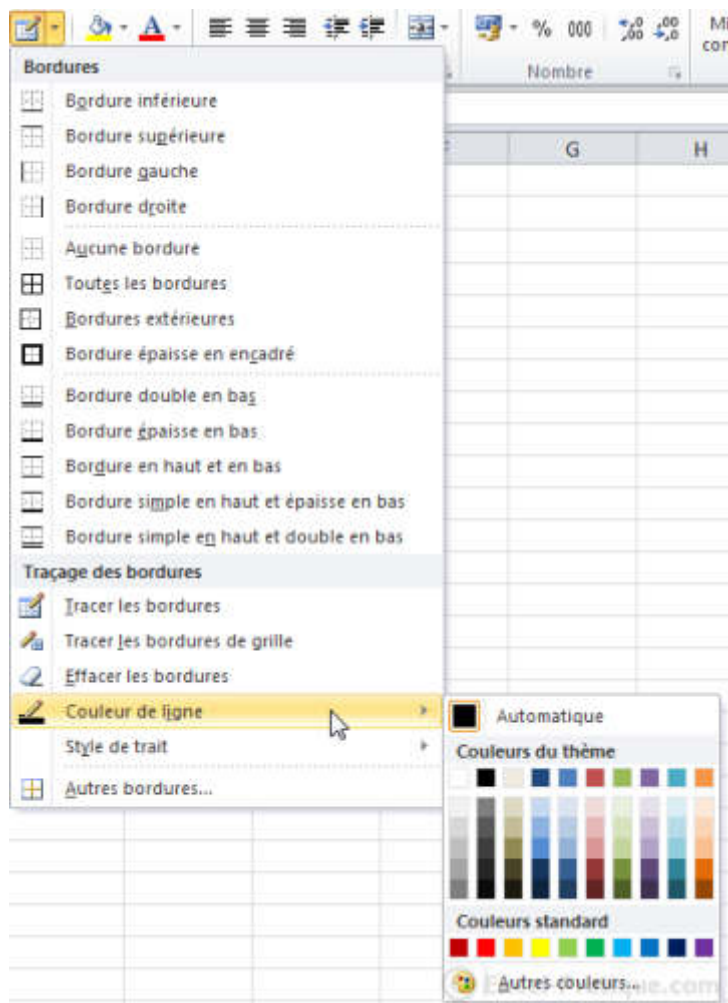 A
% 000
Mi
con
Nombre
G H
Bordures
Bordure inférieure
Bordure supérieure
Bordure gauche
Bordure droite
Aucune bordure
Toutes les bordures
Bordures extérieures
Bordure épaisse en encadré
Bordure double en bas
Bordure épaisse en bas
Bordure en haut et en bas
Bordure simple en haut et épaisse en bas
Bordure simple en haut et double en bas
Traçage des bordures
Tracer les bordures
Tracer les bordures de grille
Effacer les bordures
Couleur de ligne
Style de trait
Autres bordures...
Automatique
Couleurs du thème
Couleurs standard
Autres couleurs...